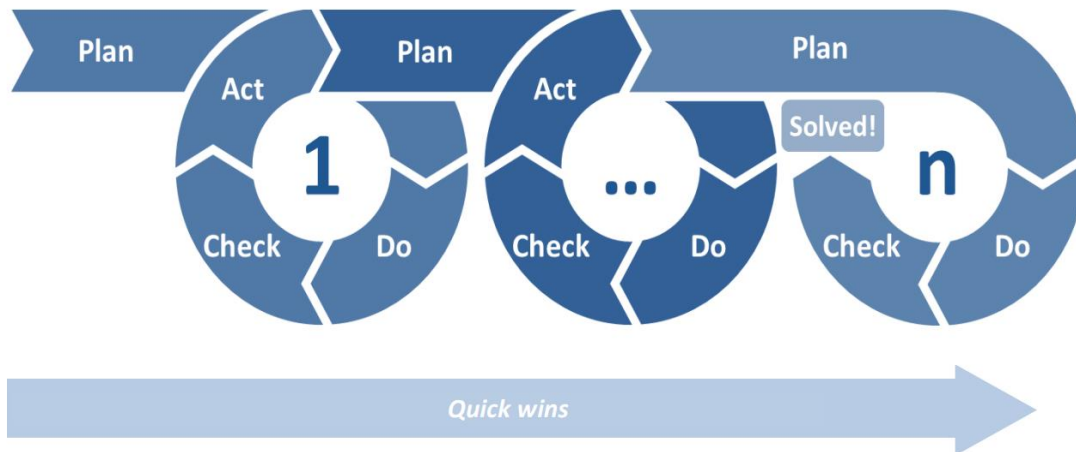 Plan
Plan
Plan
Act
Act
Solved!
1
...
n
Check
Do
Check
Do
Check
Do
Quick wins